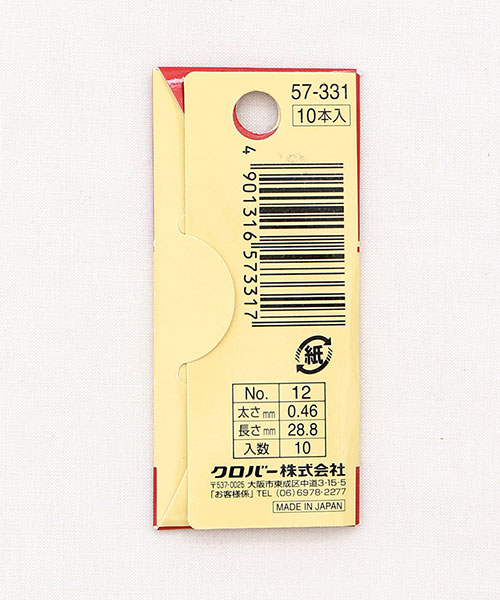 57-331
10本入
4 901316 573317
紙
No. 12
太さmm 0.46
長さmm 28.8
入数 10
クロバー株式会社
〒537-0025 大阪市東成区中道3-15-5
「お客様係」TEL (06)6978-2277
MADE IN JAPAN